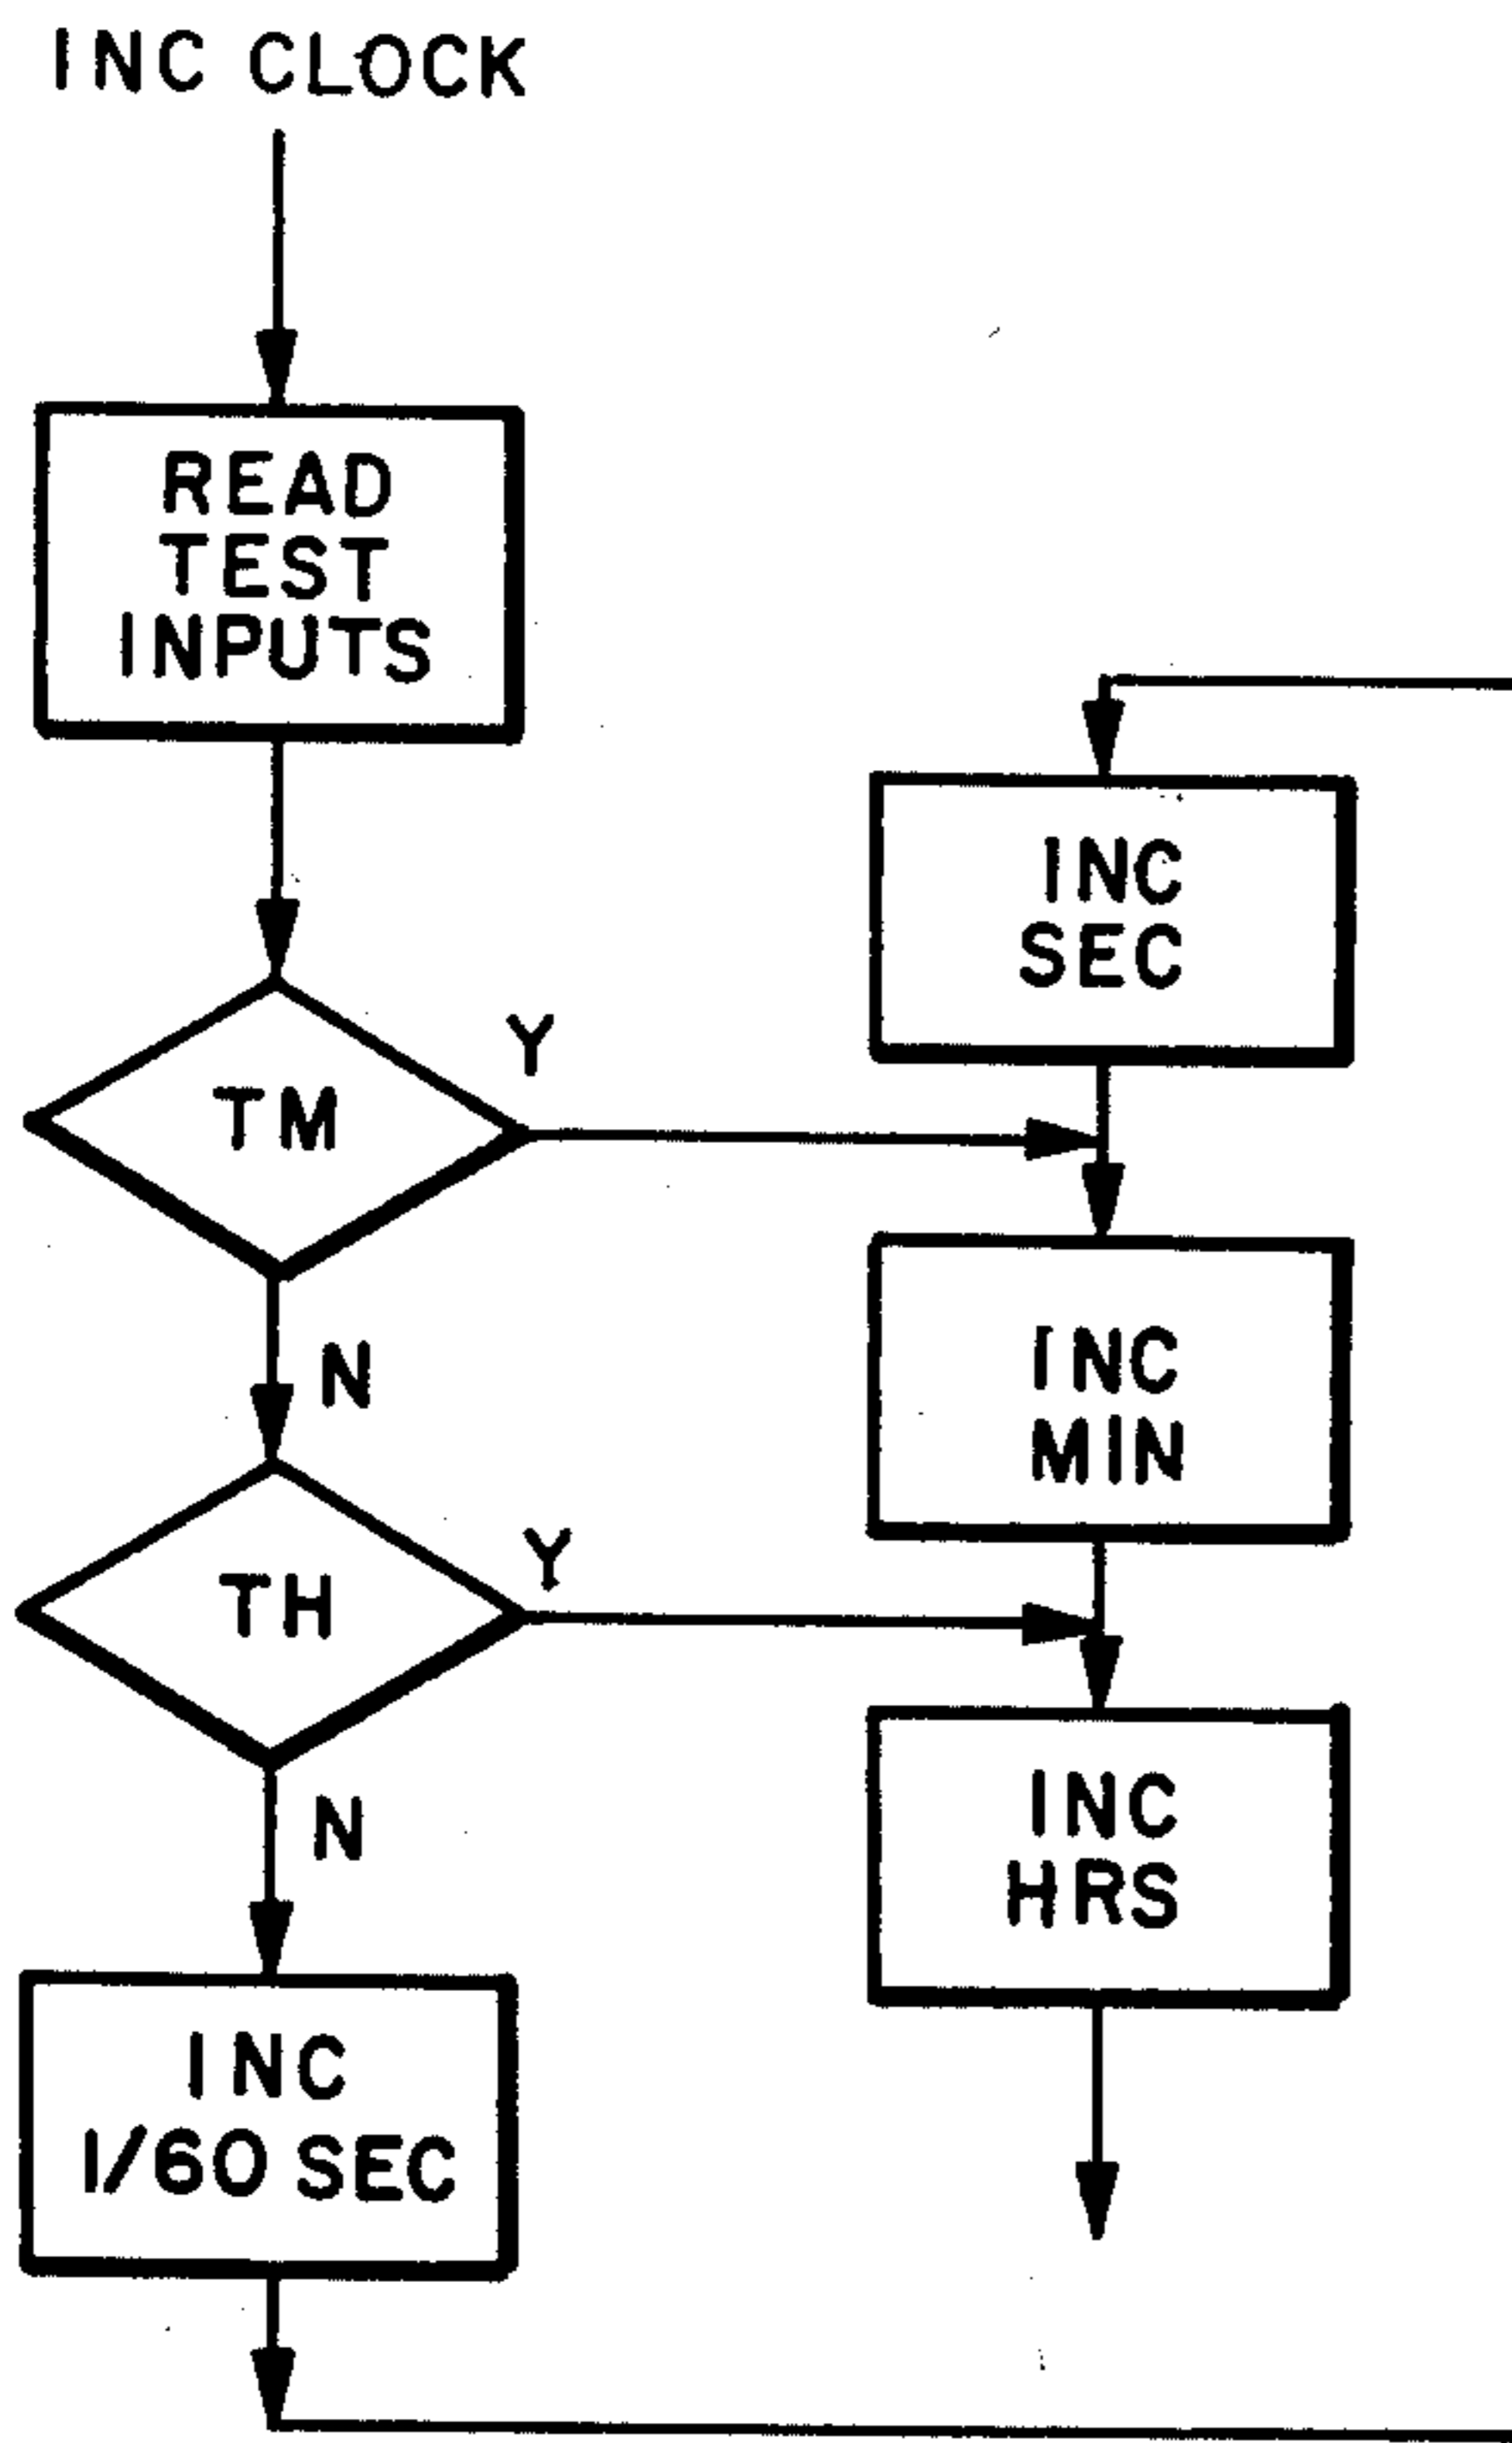 INC CLOCK
READ
TEST
INPUTS
TM
Y
N
TH
Y
N
INC
1/60 SEC
INC
SEC
INC
MIN
INC
HRS